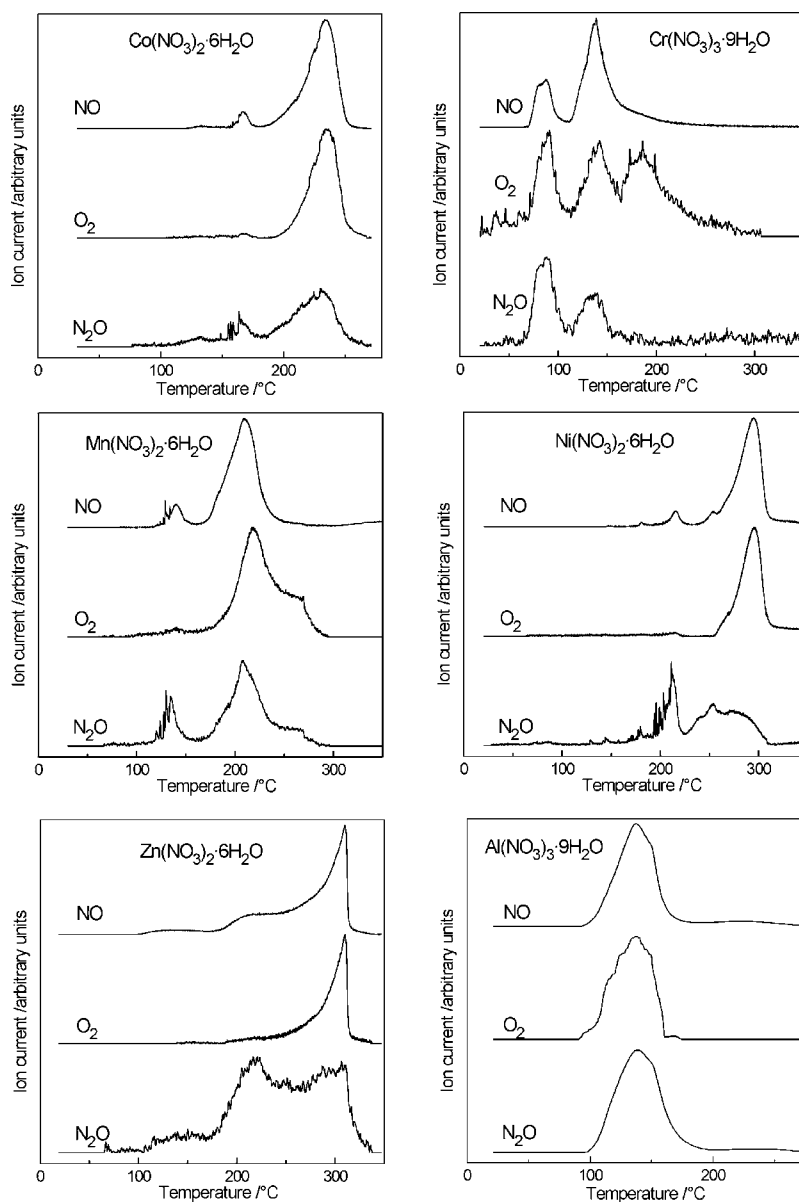 Co(NO₃)₂·6H₂O
NO
O₂
N₂O
Ion current /arbitrary units
0 100 200
Temperature /°C
Cr(NO₃)₃·9H₂O
NO
O₂
N₂O
Ion current /arbitrary units
0 100 200 300
Temperature /°C
Mn(NO₃)₂·6H₂O
NO
O₂
N₂O
Ion current /arbitrary units
0 100 200 300
Temperature /°C
Ni(NO₃)₂·6H₂O
NO
O₂
N₂O
Ion current /arbitrary units
0 100 200 300
Temperature /°C
Zn(NO₃)₂·6H₂O
NO
O₂
N₂O
Ion current /arbitrary units
0 100 200 300
Temperature /°C
Al(NO₃)₃·9H₂O
NO
O₂
N₂O
Ion current /arbitrary units
0 100 200
Temperature /°C